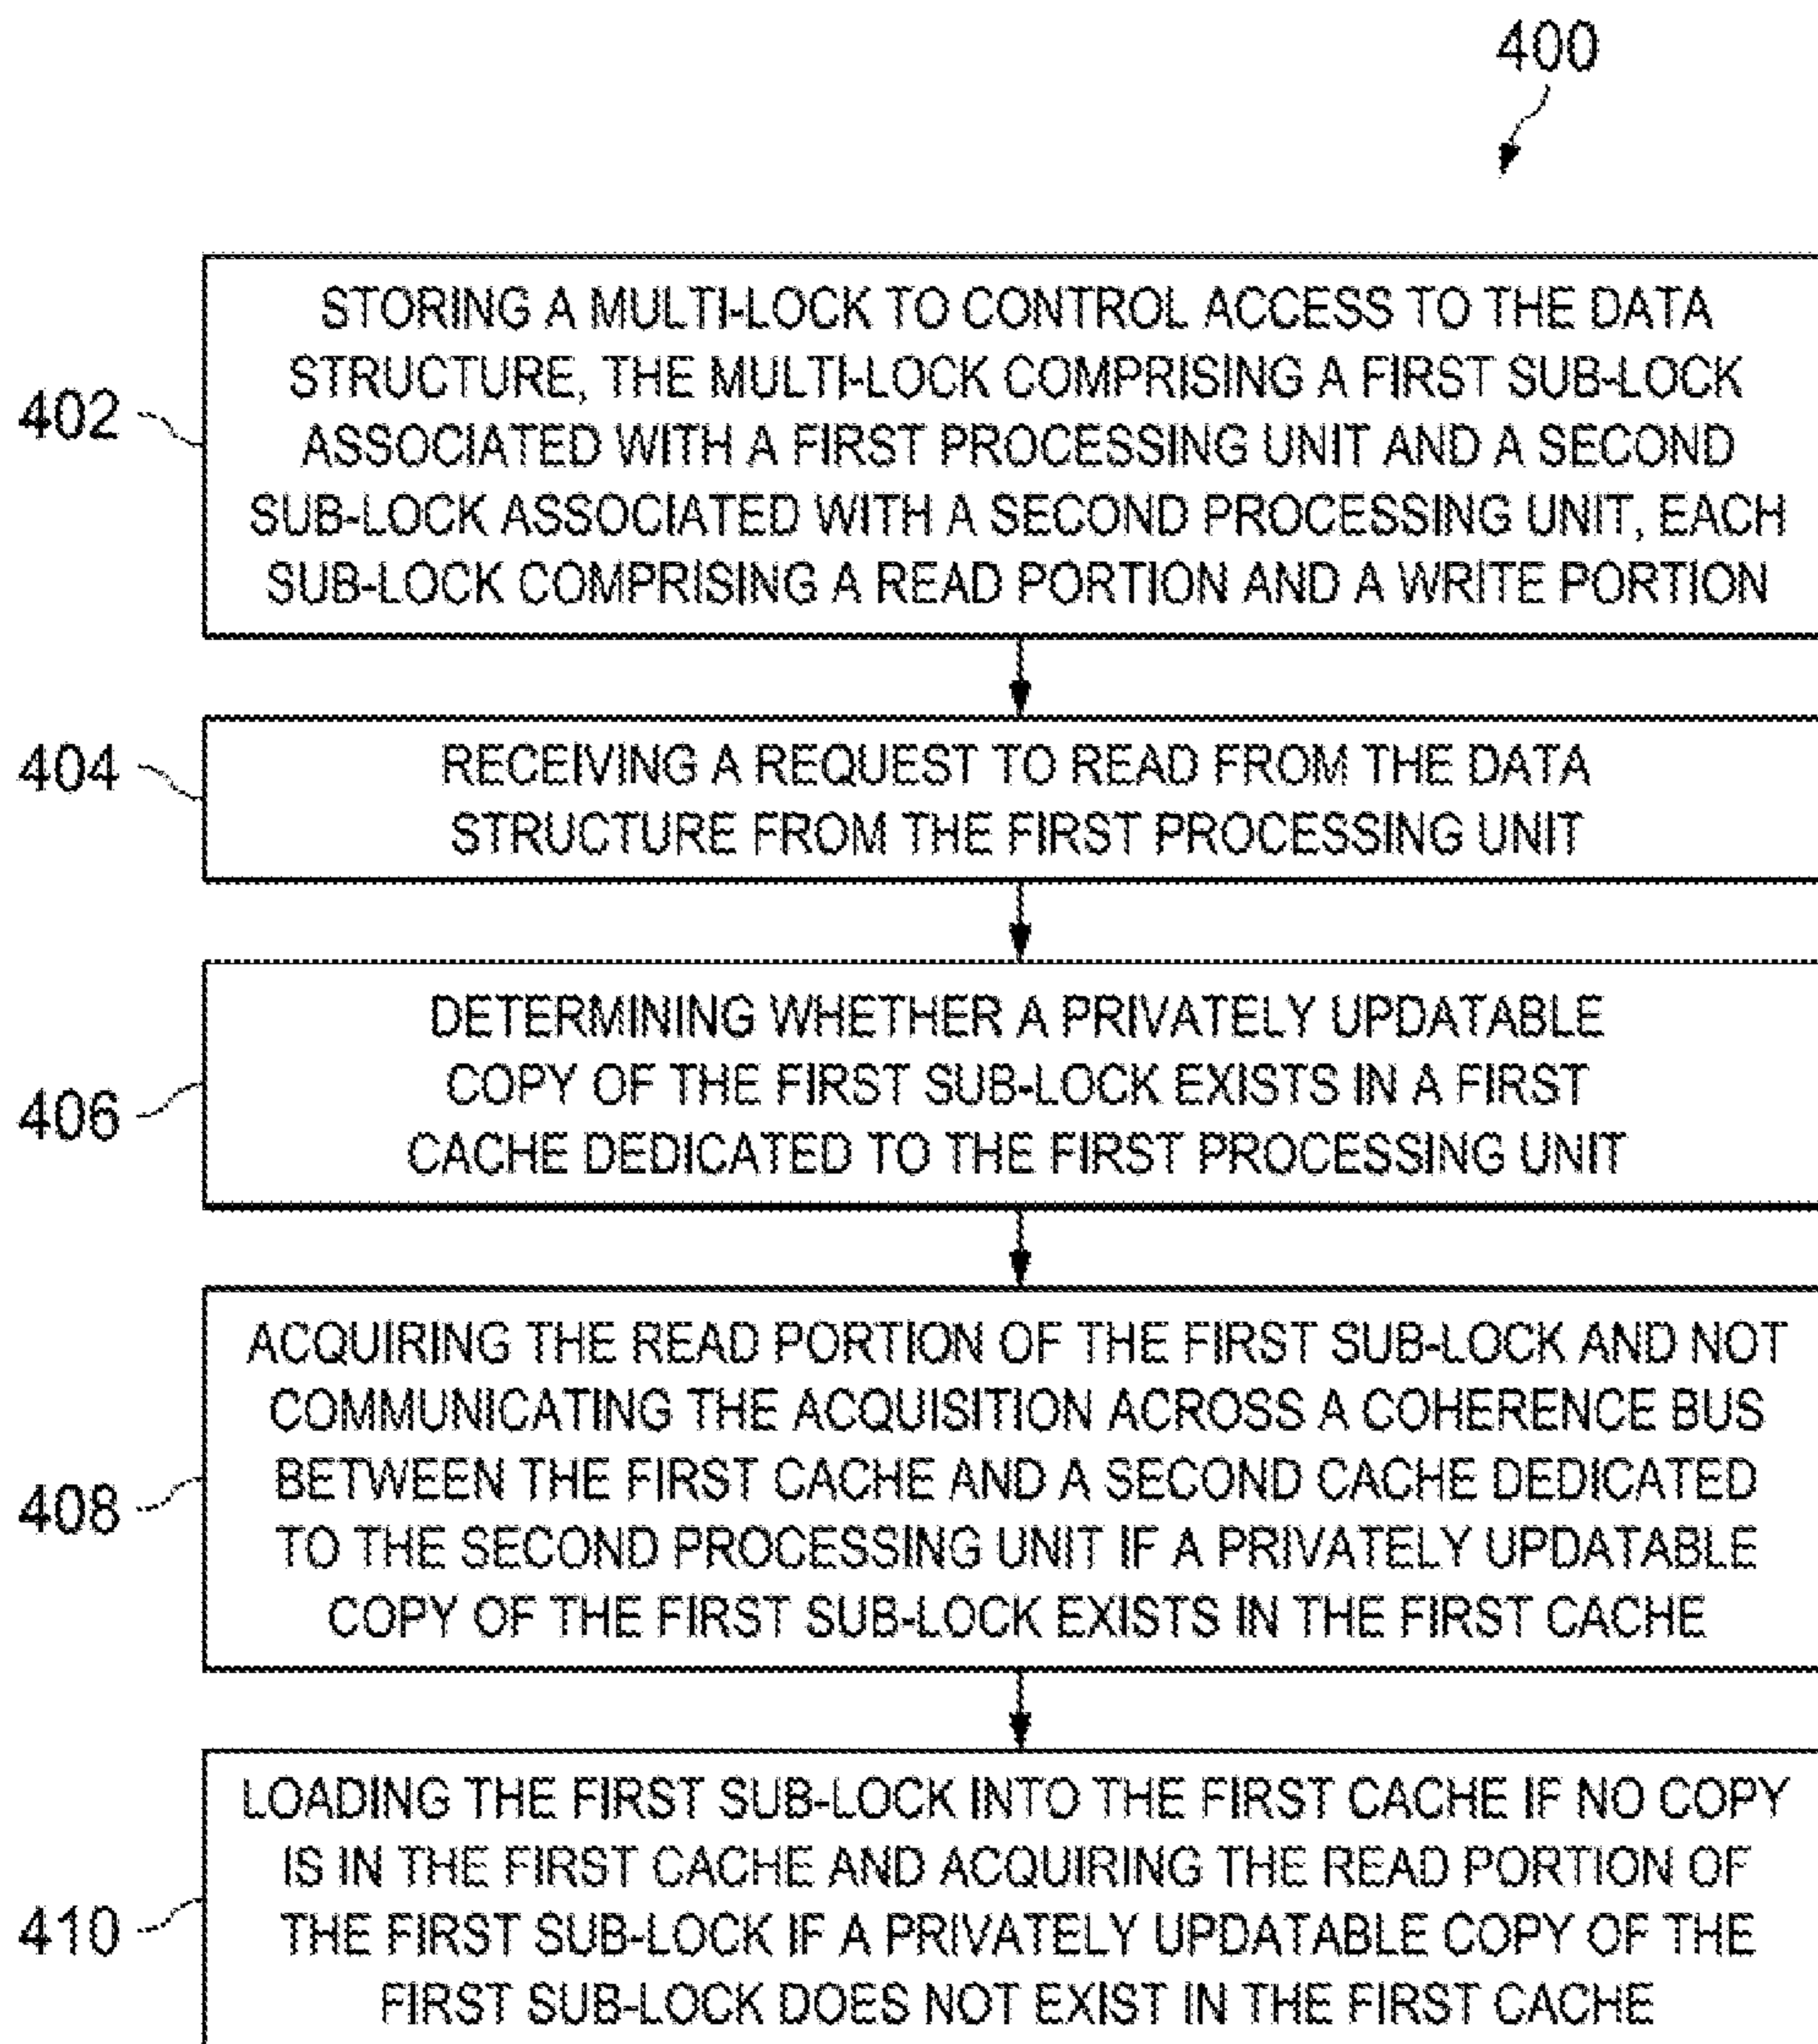 400
402
STORING A MULTI-LOCK TO CONTROL ACCESS TO THE DATA
STRUCTURE, THE MULTI-LOCK COMPRISING A FIRST SUB-LOCK
ASSOCIATED WITH A FIRST PROCESSING UNIT AND A SECOND
SUB-LOCK ASSOCIATED WITH A SECOND PROCESSING UNIT, EACH
SUB-LOCK COMPRISING A READ PORTION AND A WRITE PORTION
404
RECEIVING A REQUEST TO READ FROM THE DATA
STRUCTURE FROM THE FIRST PROCESSING UNIT
406
DETERMINING WHETHER A PRIVATELY UPDATABLE
COPY OF THE FIRST SUB-LOCK EXISTS IN A FIRST
CACHE DEDICATED TO THE FIRST PROCESSING UNIT
408
ACQUIRING THE READ PORTION OF THE FIRST SUB-LOCK AND NOT
COMMUNICATING THE ACQUISITION ACROSS A COHERENCE BUS
BETWEEN THE FIRST CACHE AND A SECOND CACHE DEDICATED
TO THE SECOND PROCESSING UNIT IF A PRIVATELY UPDATABLE
COPY OF THE FIRST SUB-LOCK EXISTS IN THE FIRST CACHE
410
LOADING THE FIRST SUB-LOCK INTO THE FIRST CACHE IF NO COPY
IS IN THE FIRST CACHE AND ACQUIRING THE READ PORTION OF
THE FIRST SUB-LOCK IF A PRIVATELY UPDATABLE COPY OF THE
FIRST SUB-LOCK DOES NOT EXIST IN THE FIRST CACHE